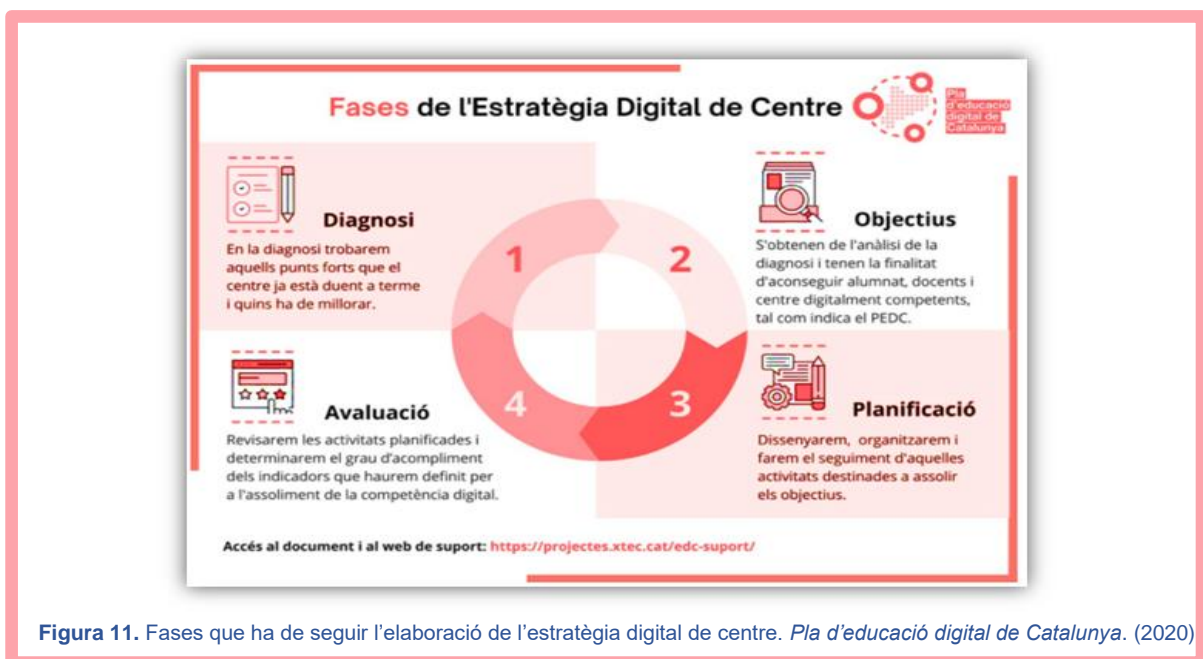 Fases de l'Estratègia Digital de Centre
Pla
d'educació
digital de
Catalunya
Diagnosi
En la diagnosi trobarem
aquells punts forts que el
centre ja està duent a terme
i quins ha de millorar.
1
2
Objectius
S'obtenen de l'anàlisi de la
diagnosi i tenen la finalitat
d'aconseguir alumnat, docents i
centre digitalment competents,
tal com indica el PEDC.
Avaluació
Revisarem les activitats planificades i
determinarem el grau d'acompliment
dels indicadors que haurem definit per
a l'assoliment de la competència digital.
4
3
Planificació
Dissenyarem, organitzarem i
farem el seguiment d'aquelles
activitats destinades a assolir
els objectius.
Accés al document i al web de suport: https://projectes.xtec.cat/edc-suport/
Figura 11. Fases que ha de seguir l'elaboració de l'estratègia digital de centre. Pla d'educació digital de Catalunya. (2020)